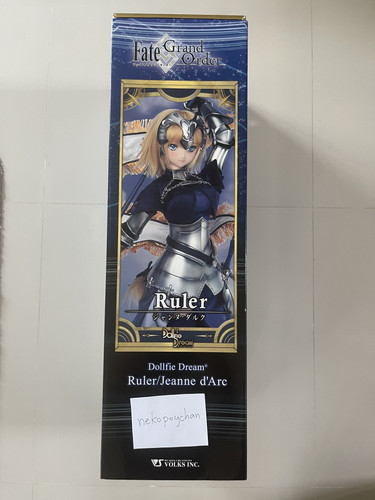 Fate
Grand
Order
Ruler
ジャンヌ・ダルク
Dollfie
Dream
Dollfie Dream®
Ruler/Jeanne d'Arc
nekopoychan
VOLKS INC.